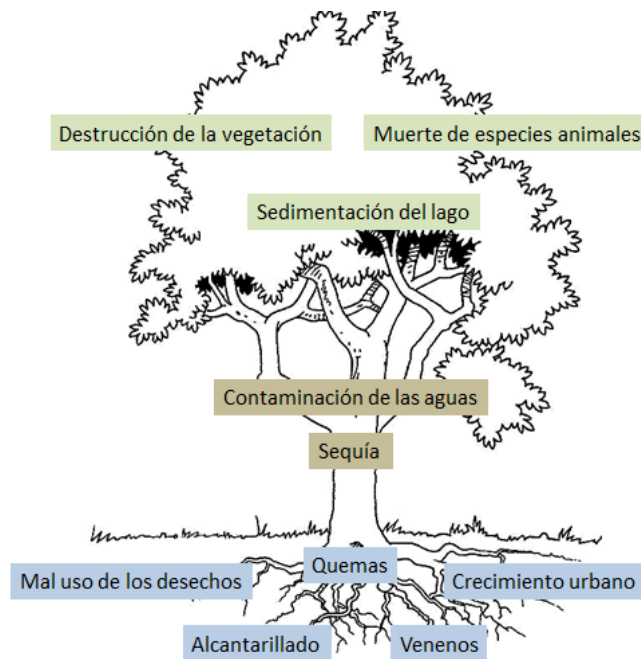 Destrucción de la vegetación
Muerte de especies animales
Sedimentación del lago
Contaminación de las aguas
Sequía
Quemas
Mal uso de los desechos
Crecimiento urbano
Alcantarillado
Venenos